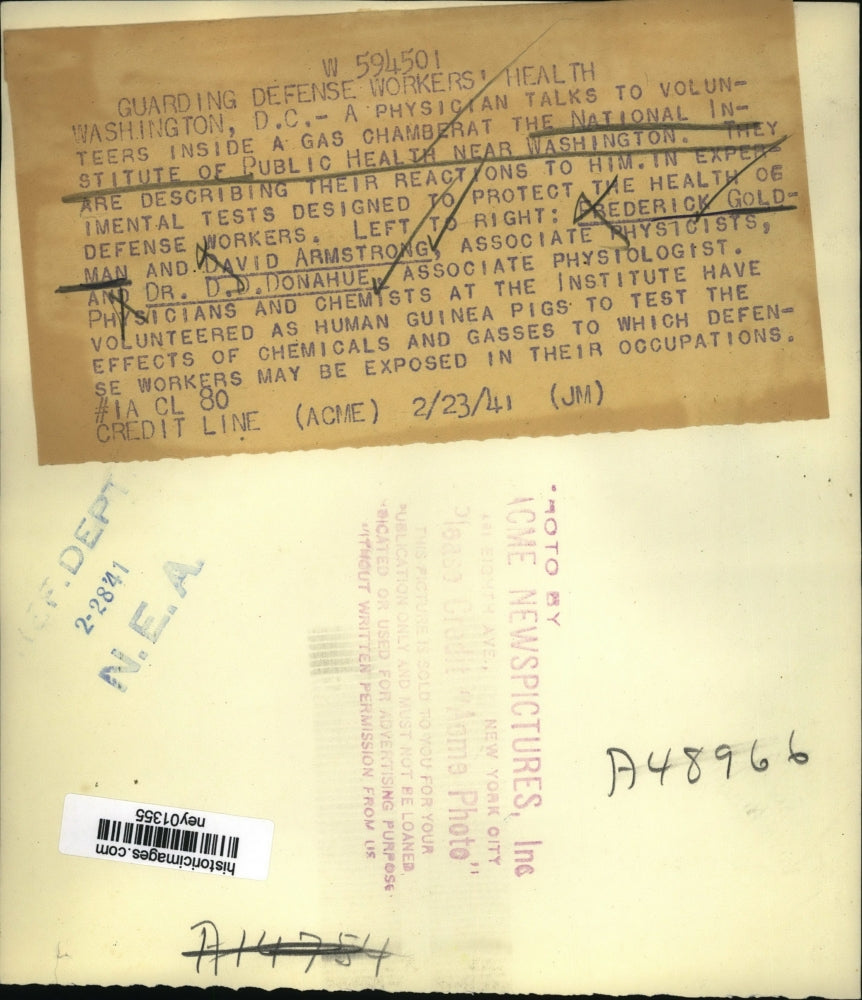 W 594501
GUARDING DEFENSE WORKERS' HEALTH
WASHINGTON, D.C.- A PHYSICIAN TALKS TO VOLUN-
TEERS INSIDE A GAS CHAMBERAT THE NATIONAL IN-
STITUTE OF PUBLIC HEALTH NEAR WASHINGTON. THEY
ARE DESCRIBING THEIR REACTIONS TO HIM.IN EXPER-
IMENTAL TESTS DESIGNED TO PROTECT THE HEALTH OF
DEFENSE WORKERS. LEFT TO RIGHT: FREDERICK GOLD-
MAN AND DAVID ARMSTRONG, ASSOCIATE PHYSICISTS,
AND DR. D.D.DONAHUE, ASSOCIATE PHYSIOLOGIST.
PHYSICIANS AND CHEMISTS AT THE INSTITUTE HAVE
VOLUNTEERED AS HUMAN GUINEA PIGS TO TEST THE
EFFECTS OF CHEMICALS AND GASSES TO WHICH DEFEN-
SE WORKERS MAY BE EXPOSED IN THEIR OCCUPATIONS.
#1A CL 80
CREDIT LINE (ACME) 2/23/41 (JM)
DEPT
2-28'41
N.E.A.
HOTO BY
ACME NEWSPICTURES, Inc
461 EIGHTH AVE., NEW YORK CITY
Please Credit "Acme Photo"
THIS PICTURE IS SOLD TO YOU FOR YOUR
PUBLICATION ONLY AND MUST NOT BE LOANED,
OR USED FOR ADVERTISING PURPOSE
WITHOUT WRITTEN PERMISSION FROM US
A48966
historicimages.com
ney01355
A14754